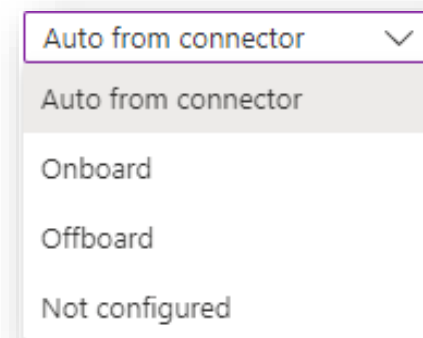 Auto from connector
Auto from connector
Onboard
Offboard
Not configured